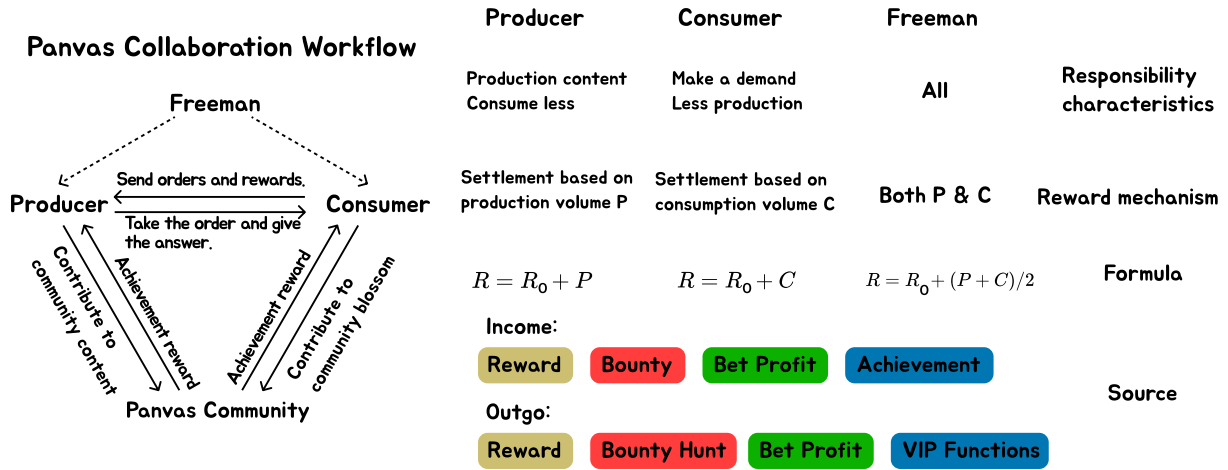 Panvas Collaboration Workflow
Freeman
Producer
Consumer
Send orders and rewards.
Take the order and give
the answer.
Contribute to
community content
Achievement reward
Achievement reward
Contribute to
community blossom
Panvas Community
Producer
Consumer
Freeman
Production content
Consume less
Make a demand
Less production
All
Responsibility
characteristics
Settlement based on
production volume P
Settlement based on
consumption volume C
Both P & C
Reward mechanism
R = R₀ + P
R = R₀ + C
R = R₀ + (P + C)/2
Formula
Income:
Reward
Bounty
Bet Profit
Achievement
Source
Outgo:
Reward
Bounty Hunt
Bet Profit
VIP Functions